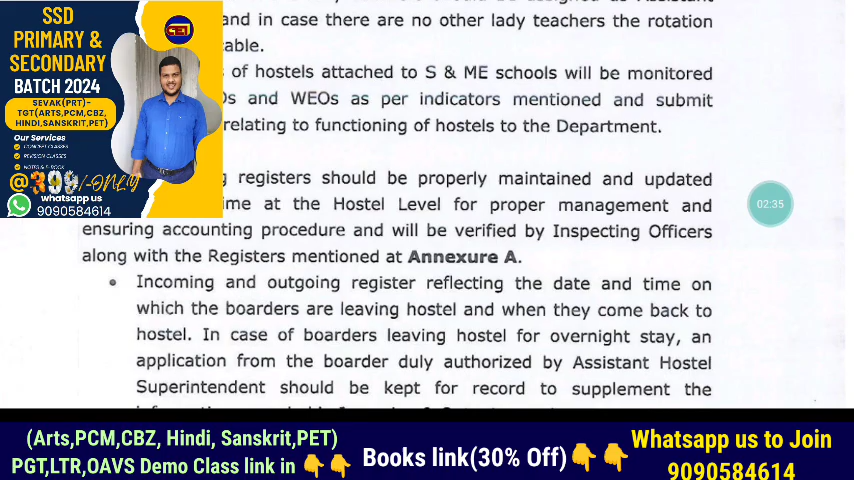 SSD
PRIMARY &
SECONDARY
BATCH 2024
SEVAK(PRT)-
TGT(ARTS,PCM,CBZ,
HINDI,SANSKRIT,PET)
Our Services
CONCEPT CLASSES
REVISION CLASSES
NOTES & E-BOOK
@399/-ONLY
whatsapp us
9090584614
CET
and in case there are no other lady teachers the rotation
table.
s of hostels attached to S & ME schools will be monitored
Os and WEOs as per indicators mentioned and submit
relating to functioning of hostels to the Department.
g registers should be properly maintained and updated
ime at the Hostel Level for proper management and
ensuring accounting procedure and will be verified by Inspecting Officers
along with the Registers mentioned at Annexure A.
• Incoming and outgoing register reflecting the date and time on
which the boarders are leaving hostel and when they come back to
hostel. In case of boarders leaving hostel for overnight stay, an
application from the boarder duly authorized by Assistant Hostel
Superintendent should be kept for record to supplement the
02:35
(Arts,PCM,CBZ, Hindi, Sanskrit,PET)
PGT,LTR,OAVS Demo Class link in 👇👇
Books link(30% Off)👇👇
Whatsapp us to Join
9090584614